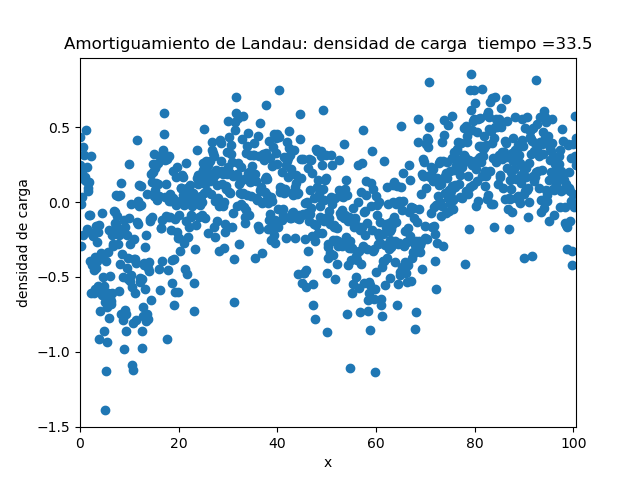 Amortiguamiento de Landau: densidad de carga  tiempo =33.5
densidad de carga
0.5
0.0
−0.5
−1.0
−1.5
0 20 40 60 80 100
x